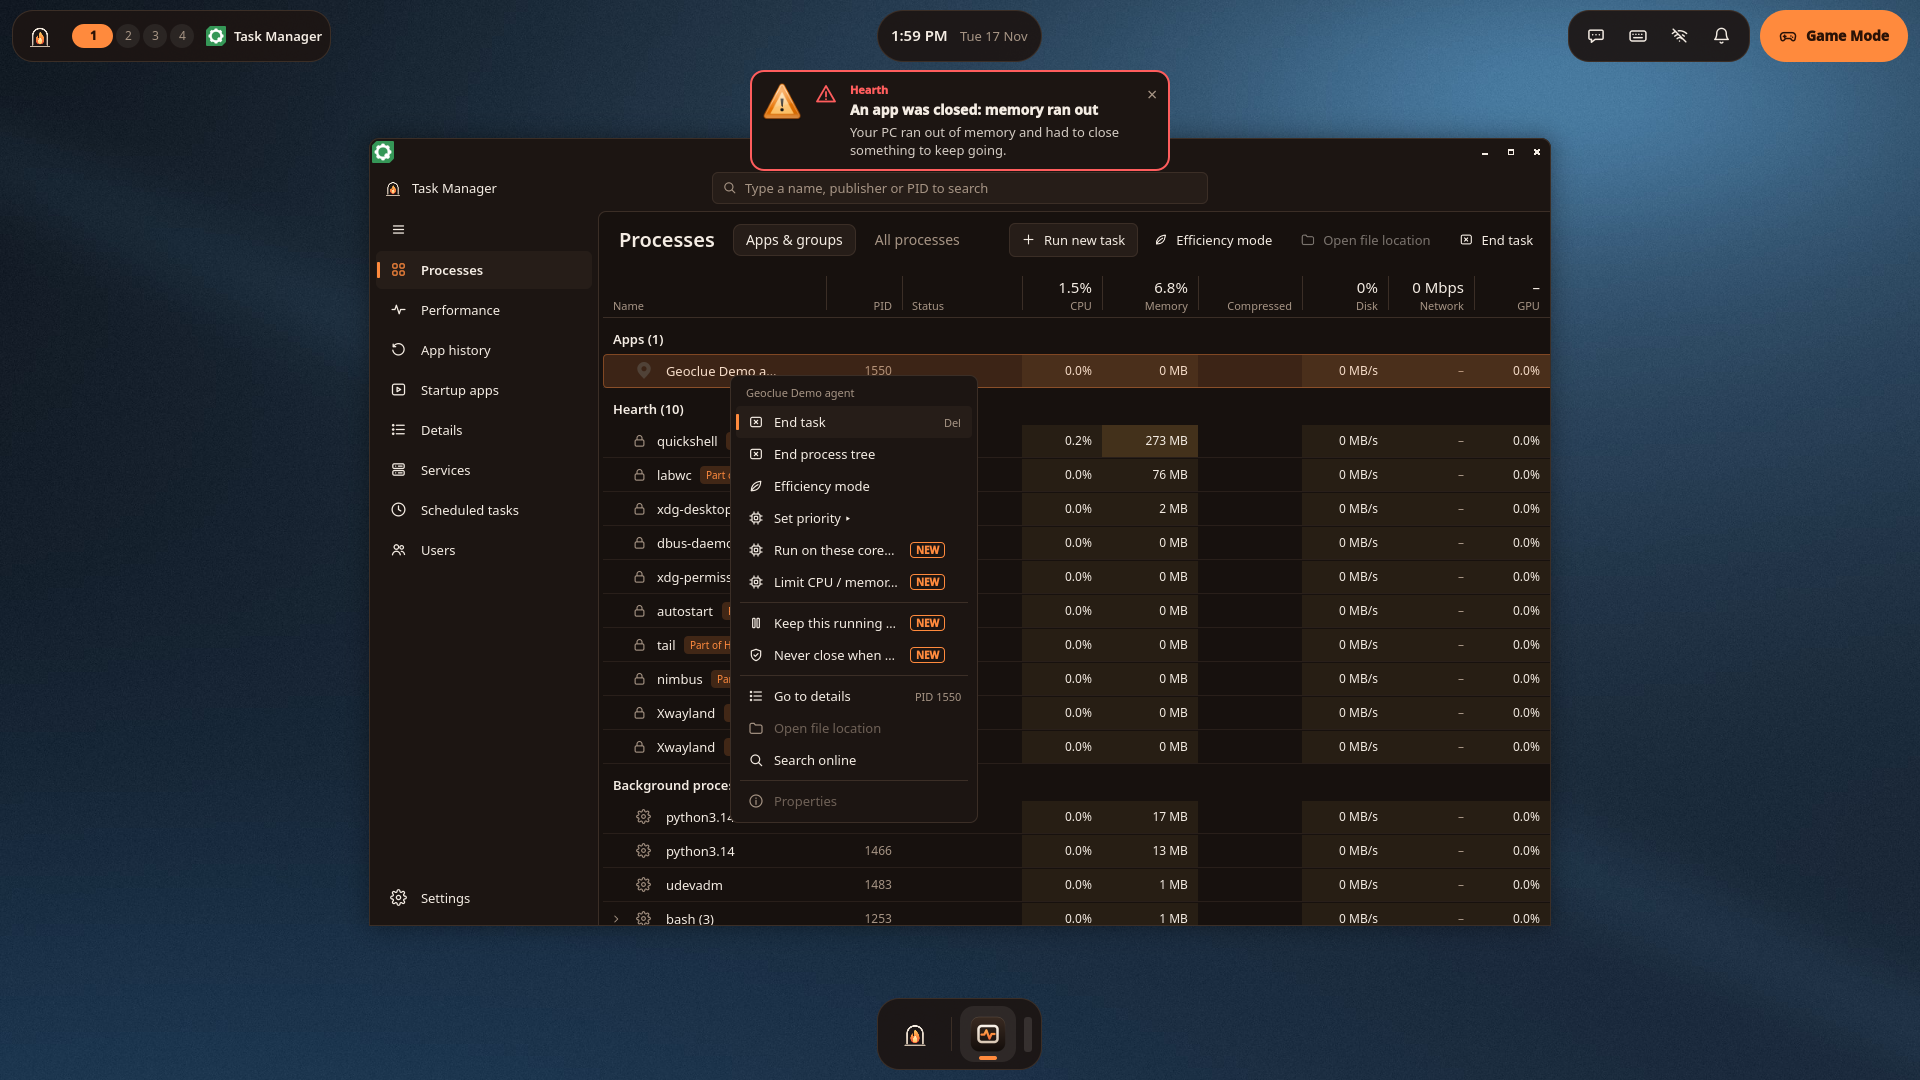 1 2 3 4 Task Manager
1:59 PM Tue 17 Nov
Game Mode
Hearth
An app was closed: memory ran out
Your PC ran out of memory and had to close
something to keep going.
Task Manager
Type a name, publisher or PID to search
Processes
Performance
App history
Startup apps
Details
Services
Scheduled tasks
Users
Settings
Processes Apps & groups All processes Run new task Efficiency mode Open file location End task
1.5% 6.8% 0% 0 Mbps –
Name PID Status CPU Memory Compressed Disk Network GPU
Apps (1)
Geoclue Demo a... 1550 0.0% 0 MB 0 MB/s – 0.0%
Hearth (10)
quickshell 0.2% 273 MB 0 MB/s – 0.0%
labwc Part 0.0% 76 MB 0 MB/s – 0.0%
xdg-desktop 0.0% 2 MB 0 MB/s – 0.0%
dbus-daemo 0.0% 0 MB 0 MB/s – 0.0%
xdg-permiss 0.0% 0 MB 0 MB/s – 0.0%
autostart 0.0% 0 MB 0 MB/s – 0.0%
tail Part of H 0.0% 0 MB 0 MB/s – 0.0%
nimbus Pa 0.0% 0 MB 0 MB/s – 0.0%
Xwayland 0.0% 0 MB 0 MB/s – 0.0%
Xwayland 0.0% 0 MB 0 MB/s – 0.0%
Background proce
python3.14 0.0% 17 MB 0 MB/s – 0.0%
python3.14 1466 0.0% 13 MB 0 MB/s – 0.0%
udevadm 1483 0.0% 1 MB 0 MB/s – 0.0%
bash (3) 1253 0.0% 1 MB 0 MB/s – 0.0%
Geoclue Demo agent
End task Del
End process tree
Efficiency mode
Set priority ▸
Run on these core... NEW
Limit CPU / memor... NEW
Keep this running ... NEW
Never close when ... NEW
Go to details PID 1550
Open file location
Search online
Properties